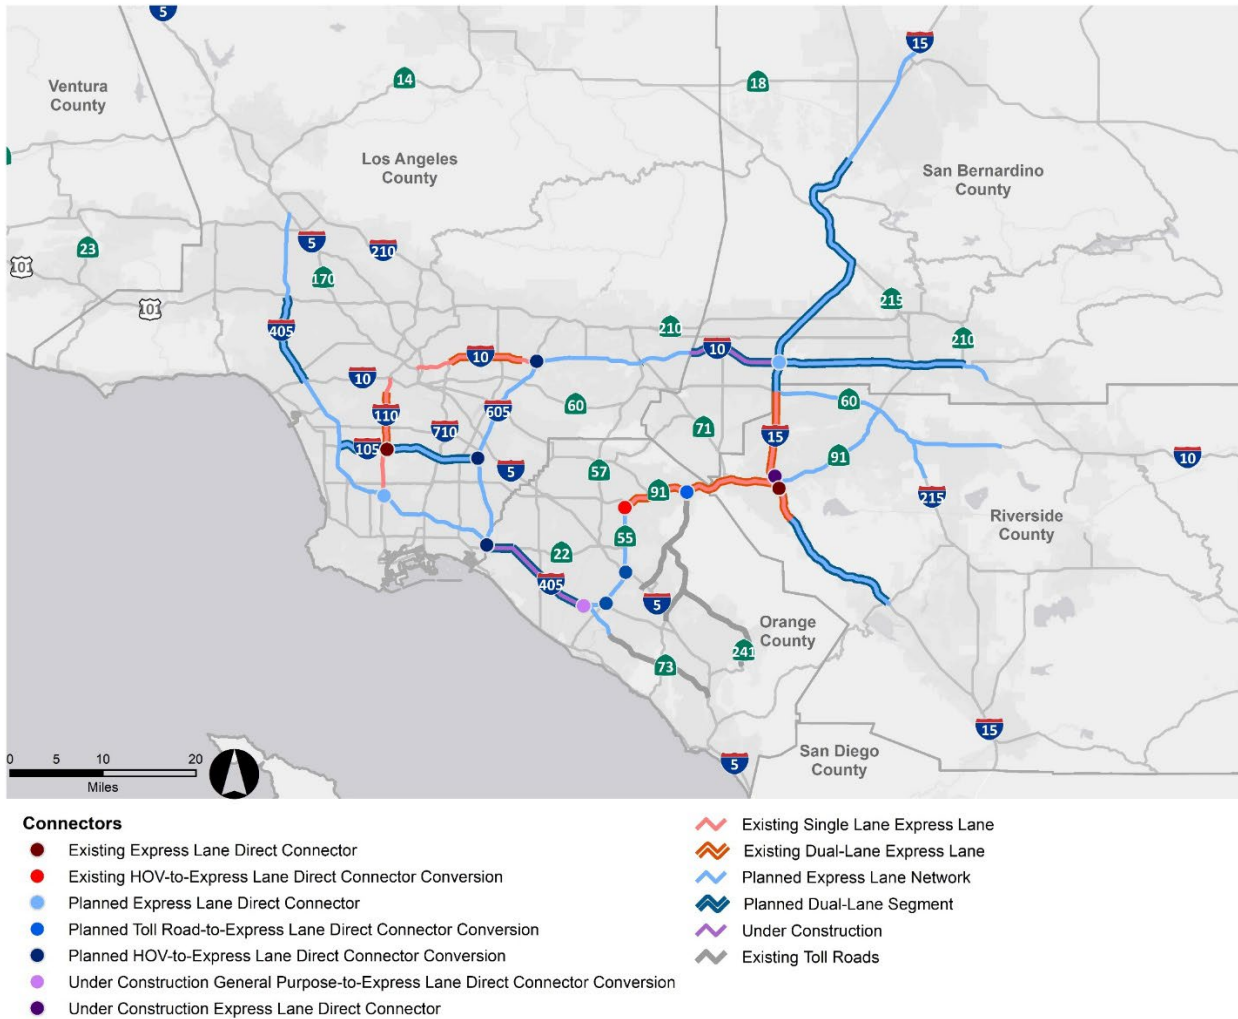 5
15
Ventura
County
14
18
Los Angeles
County
San Bernardino
County
23
5
210
101
170
101
215
405
210
210
10
10
10
60
110
605
60
71
710
15
105
5
57
91
10
91
215
Riverside
County
55
22
405
5
Orange
County
241
73
15
San Diego
County
5
0 5 10 20
Miles
Connectors
Existing Express Lane Direct Connector
Existing HOV-to-Express Lane Direct Connector Conversion
Planned Express Lane Direct Connector
Planned Toll Road-to-Express Lane Direct Connector Conversion
Planned HOV-to-Express Lane Direct Connector Conversion
Under Construction General Purpose-to-Express Lane Direct Connector Conversion
Under Construction Express Lane Direct Connector
Existing Single Lane Express Lane
Existing Dual-Lane Express Lane
Planned Express Lane Network
Planned Dual-Lane Segment
Under Construction
Existing Toll Roads